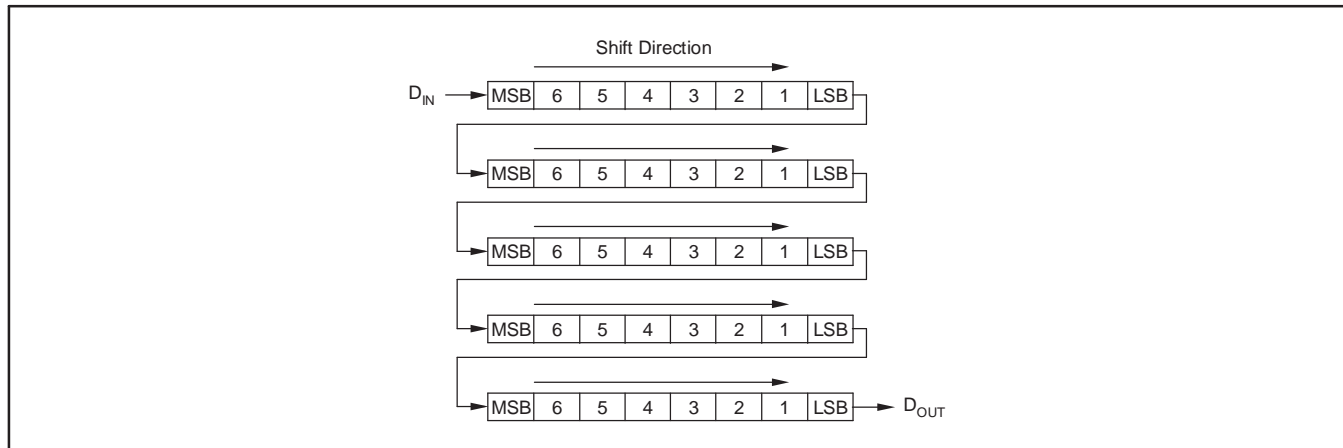 Shift Direction
D_IN MSB 6 5 4 3 2 1 LSB
MSB 6 5 4 3 2 1 LSB
MSB 6 5 4 3 2 1 LSB
MSB 6 5 4 3 2 1 LSB
MSB 6 5 4 3 2 1 LSB D_OUT